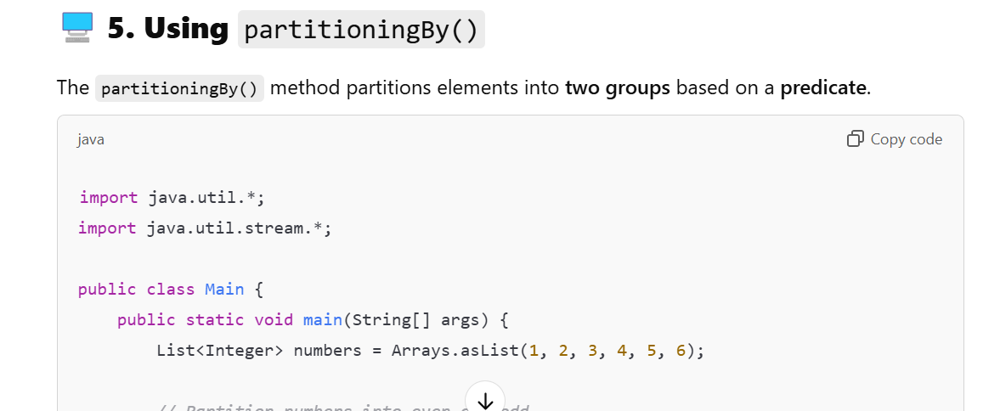 5. Using partitioningBy()
The partitioningBy() method partitions elements into two groups based on a predicate.
java
Copy code
import java.util.*;
import java.util.stream.*;
public class Main {
public static void main(String[] args) {
List<Integer> numbers = Arrays.asList(1, 2, 3, 4, 5, 6);
// Partition numbers into even odd